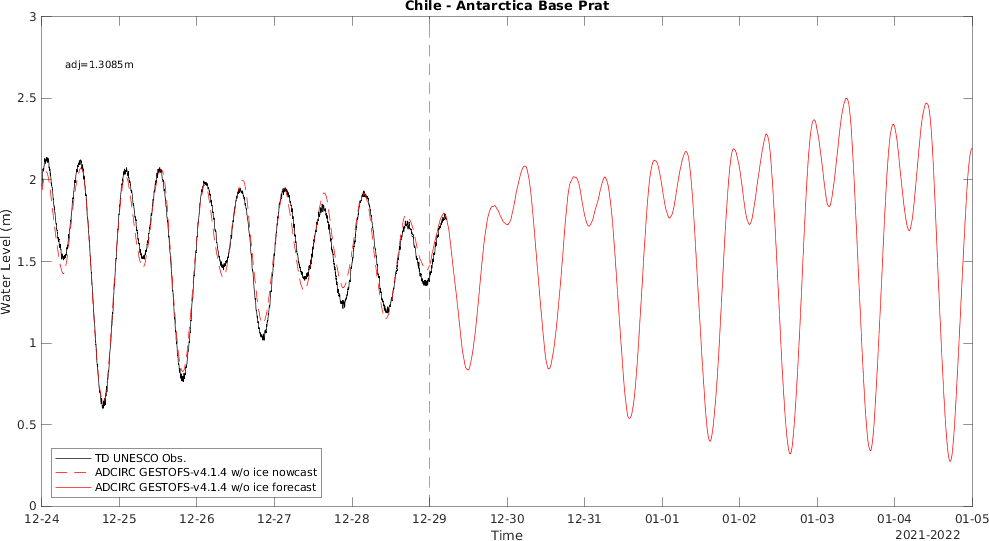 Chile - Antarctica Base Prat
3
adj=1.3085m
2.5
2
Water Level (m)
1.5
1
0.5
TD UNESCO Obs.
ADCIRC GESTOFS-v4.1.4 w/o ice nowcast
ADCIRC GESTOFS-v4.1.4 w/o ice forecast
0
12-24 12-25 12-26 12-27 12-28 12-29 12-30 12-31 01-01 01-02 01-03 01-04 01-05
Time
2021-2022